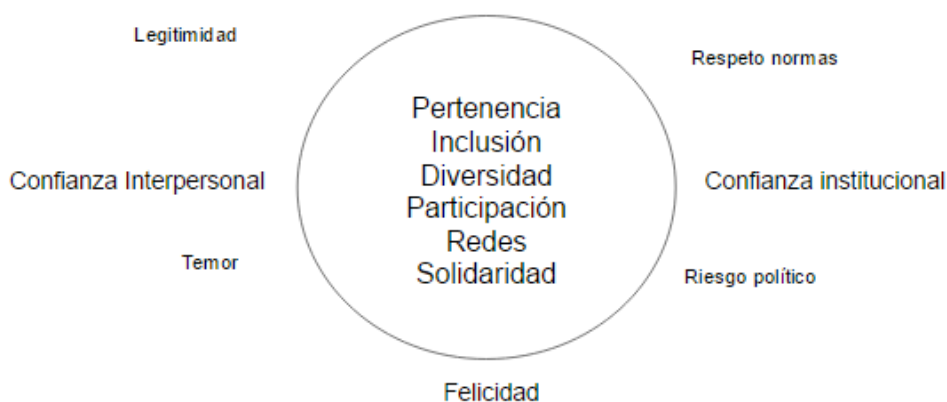 Legitimidad
Respeto normas
Pertenencia
Inclusión
Diversidad
Participación
Redes
Solidaridad
Confianza Interpersonal
Confianza institucional
Temor
Riesgo político
Felicidad